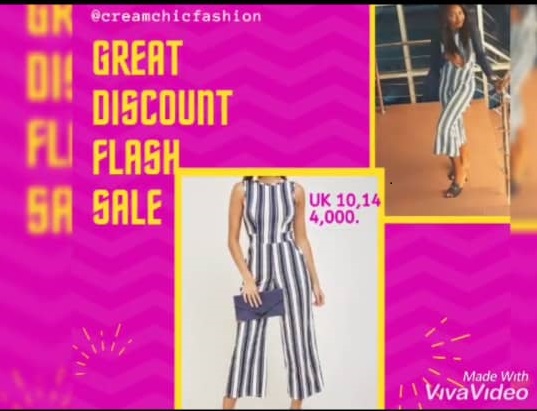 @creamchicfashion
GREAT
DISCOUNT
FLASH
SALE
UK 10,14
4,000.
Made With
VivaVideo